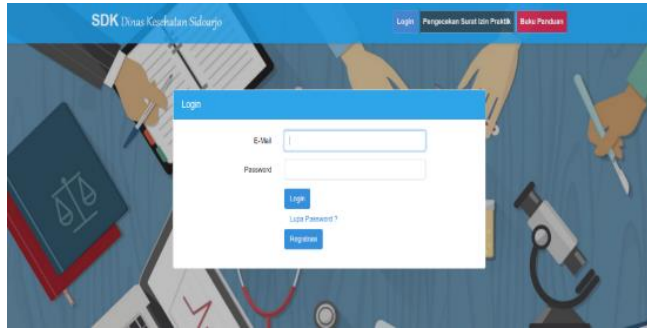 SDK Dinas Kesehatan Sidoarjo
Login Pengecekan Surat Izin Praktik Buku Panduan
Login
E-Mail
Password
Login
Lupa Password ?
Registrasi